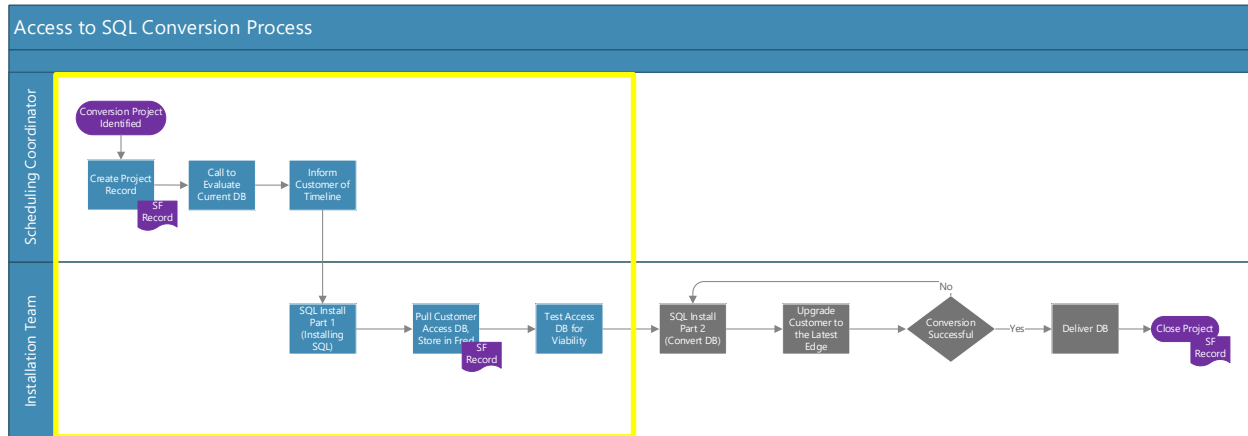 Access to SQL Conversion Process
Scheduling Coordinator
Conversion Project
Identified
Create Project
Record
SF
Record
Call to
Evaluate
Current DB
Inform
Customer of
Timeline
Installation Team
SQL Install
Part 1
(Installing
SQL)
Pull Customer
Access DB,
Store in Fred
SF
Record
Test Access
DB for
Viability
SQL Install
Part 2
(Convert DB)
Upgrade
Customer to
the Latest
Edge
No
Conversion
Successful
Yes
Deliver DB
Close Project
SF
Record